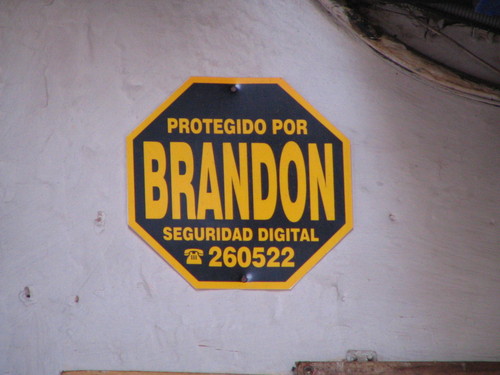 PROTEGIDO POR
BRANDON
SEGURIDAD DIGITAL
☎ 260522